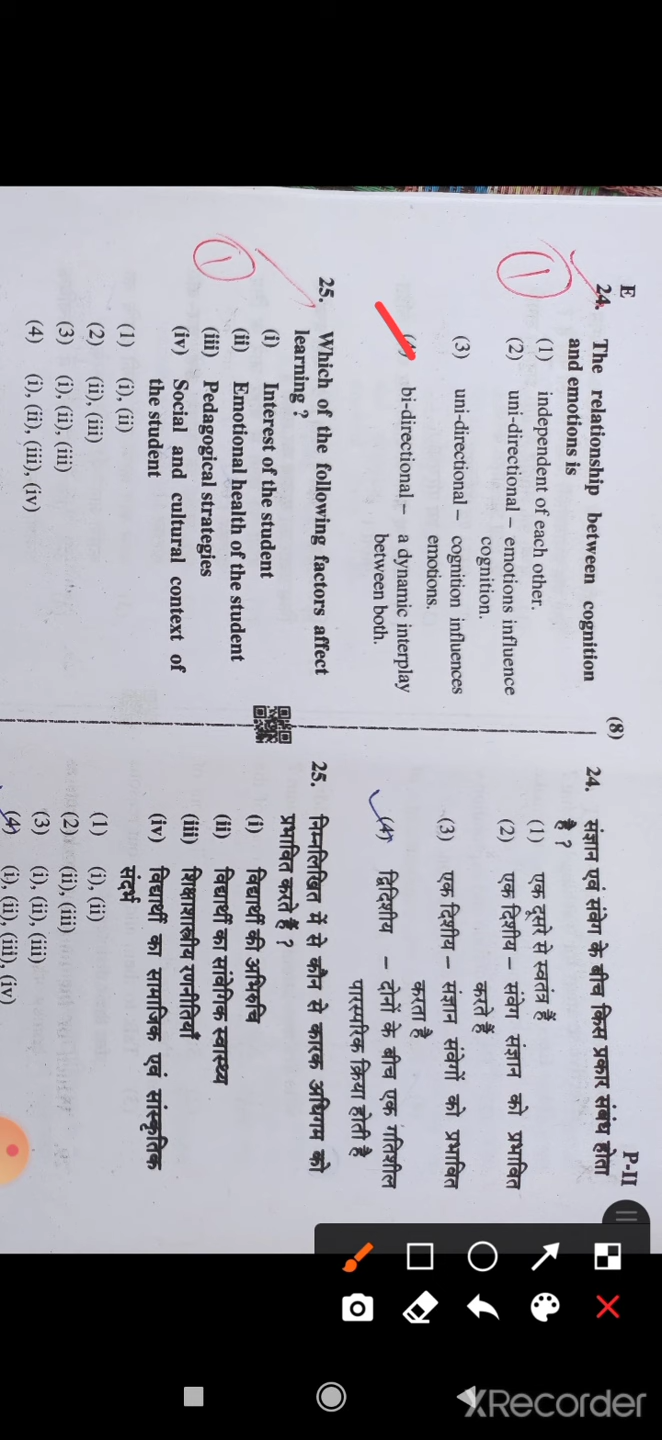 E
(8)
P-II
24. The relationship between cognition
and emotions is
(1) independent of each other.
(2) uni-directional – emotions influence
cognition.
(3) uni-directional – cognition influences
emotions.
bi-directional – a dynamic interplay
between both.
25. Which of the following factors affect
learning ?
(i) Interest of the student
(ii) Emotional health of the student
(iii) Pedagogical strategies
(iv) Social and cultural context of
the student
(1) (i), (ii)
(2) (ii), (iii)
(3) (i), (ii), (iii)
(4) (i), (ii), (iii), (iv)
1
1
24. संज्ञान एवं संवेग के बीच किस प्रकार संबंध होता
है ?
(1) एक दूसरे से स्वतंत्र हैं
(2) एक दिशीय – संवेग संज्ञान को प्रभावित
करते हैं
(3) एक दिशीय – संज्ञान संवेगों को प्रभावित
करता है
(4) द्विदिशीय – दोनों के बीच एक गतिशील
पारस्परिक क्रिया होती है
25. निम्नलिखित में से कौन से कारक अधिगम को
प्रभावित करते हैं ?
(i) विद्यार्थी की अभिरुचि
(ii) विद्यार्थी का सांवेगिक स्वास्थ्य
(iii) शिक्षाशास्त्रीय रणनीतियाँ
(iv) विद्यार्थी का सामाजिक एवं सांस्कृतिक
संदर्भ
(1) (i), (ii)
(2) (ii), (iii)
(3) (i), (ii), (iii)
(4) (i), (ii), (iii), (iv)
XRecorder